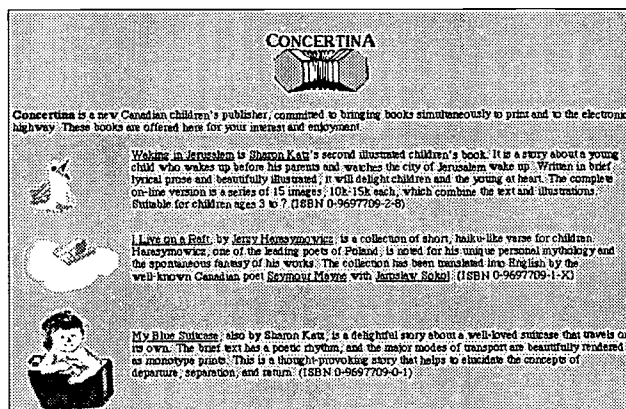 CONCERTINA
Concertina is a new Canadian children's publisher, committed to bringing books simultaneously to print and to the electronic
highway. These books are offered here for your interest and enjoyment.
Waking in Jerusalem is Sharon Katz's second illustrated children's book. It is a story about a young
child who wakes up before his parents and watches the city of Jerusalem wake up. Written in brief
lyrical prose and beautifully illustrated, it will delight children and the young at heart. The complete
on-line version is a series of 15 images, 10k-15k each, which combine the text and illustrations.
Suitable for children ages 3 to 7. (ISBN 0-9697709-2-8)
I Live on a Raft, by Jerzy Harasymowicz, is a collection of short, haiku-like verse for children.
Harasymowicz, one of the leading poets of Poland, is noted for his unique personal mythology and
the spontaneous fantasy of his works. The collection has been translated into English by the
well-known Canadian poet Seymour Mayne with Jaroslaw Sokol. (ISBN 0-9697709-1-X)
My Blue Suitcase, also by Sharon Katz, is a delightful story about a well-loved suitcase that travels on
its own. The brief text has a poetic rhythm, and the major modes of transport are beautifully rendered
as monotype prints. This is a thought-provoking story that helps to elucidate the concepts of
departure, separation, and return. (ISBN 0-9697709-0-1)